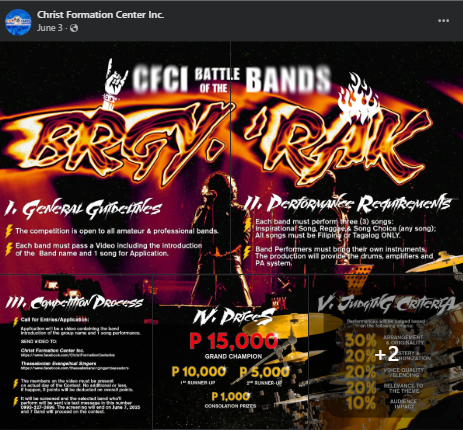 Christ Formation Center Inc.
June 3 ·
CFCI BATTLE OF THE BANDS
BRGY. 'RAK
I. General Guidelines
The competition is open to all amateur & professional bands.
Each band must pass a Video including the introduction
of the Band name and 1 song for Application.
II. Performance Requirements
Each band must perform three (3) songs:
Inspirational Song, Reggae & Song Choice (any song);
All songs must be Filipino or Tagalog ONLY.
Band Performers must bring their own instruments.
The production will provide the drums, amplifiers and
PA system.
III. Competition Process
Call for Entries/Application:
Application will be a video containing the band
introduction of the group name and 1 song performance.
SEND VIDEO TO:
Christ Formation Center Inc.
Thessalonian Evangelical Singers
The members on the video must be present
on actual day of the Contest. No additional or less,
it happen, 5 points will be deducted on overall points.
It will be screened and the selected band who'll
perform will be sent via text message in this number
The screening will end on June 7, 2025
and 7 Band will proceed on the contest.
IV. Prices
₱ 15,000
GRAND CHAMPION
₱ 10,000
1ST RUNNER-UP
₱ 5,000
2ND RUNNER-UP
₱ 1,000
CONSOLATION PRIZES
V. Judging Criteria
Performances will be judged based
on the following criteria:
30% ARRANGEMENT
& ORIGINALITY
20%
+2
20% VOICE QUALITY
/BLENDING
20% RELEVANCE TO
THE THEME
10% AUDIENCE
IMPACT